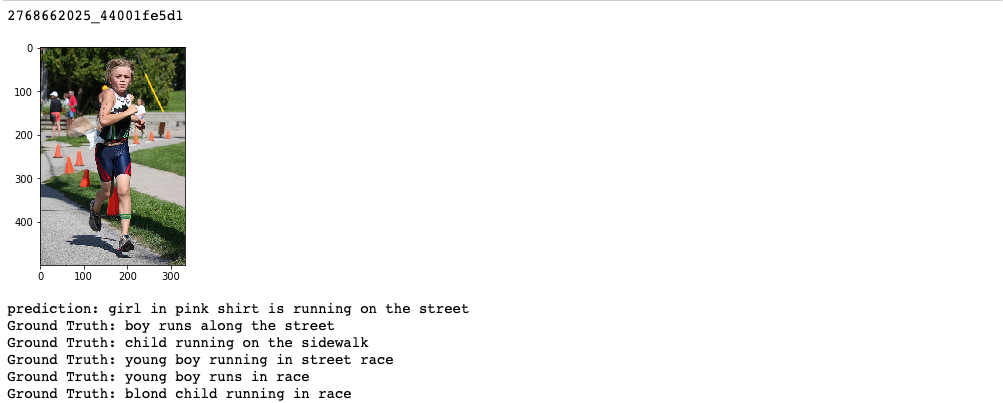 2768662025_44001fe5d1
0
100
200
300
400
0 100 200 300
prediction: girl in pink shirt is running on the street
Ground Truth: boy runs along the street
Ground Truth: child running on the sidewalk
Ground Truth: young boy running in street race
Ground Truth: young boy runs in race
Ground Truth: blond child running in race